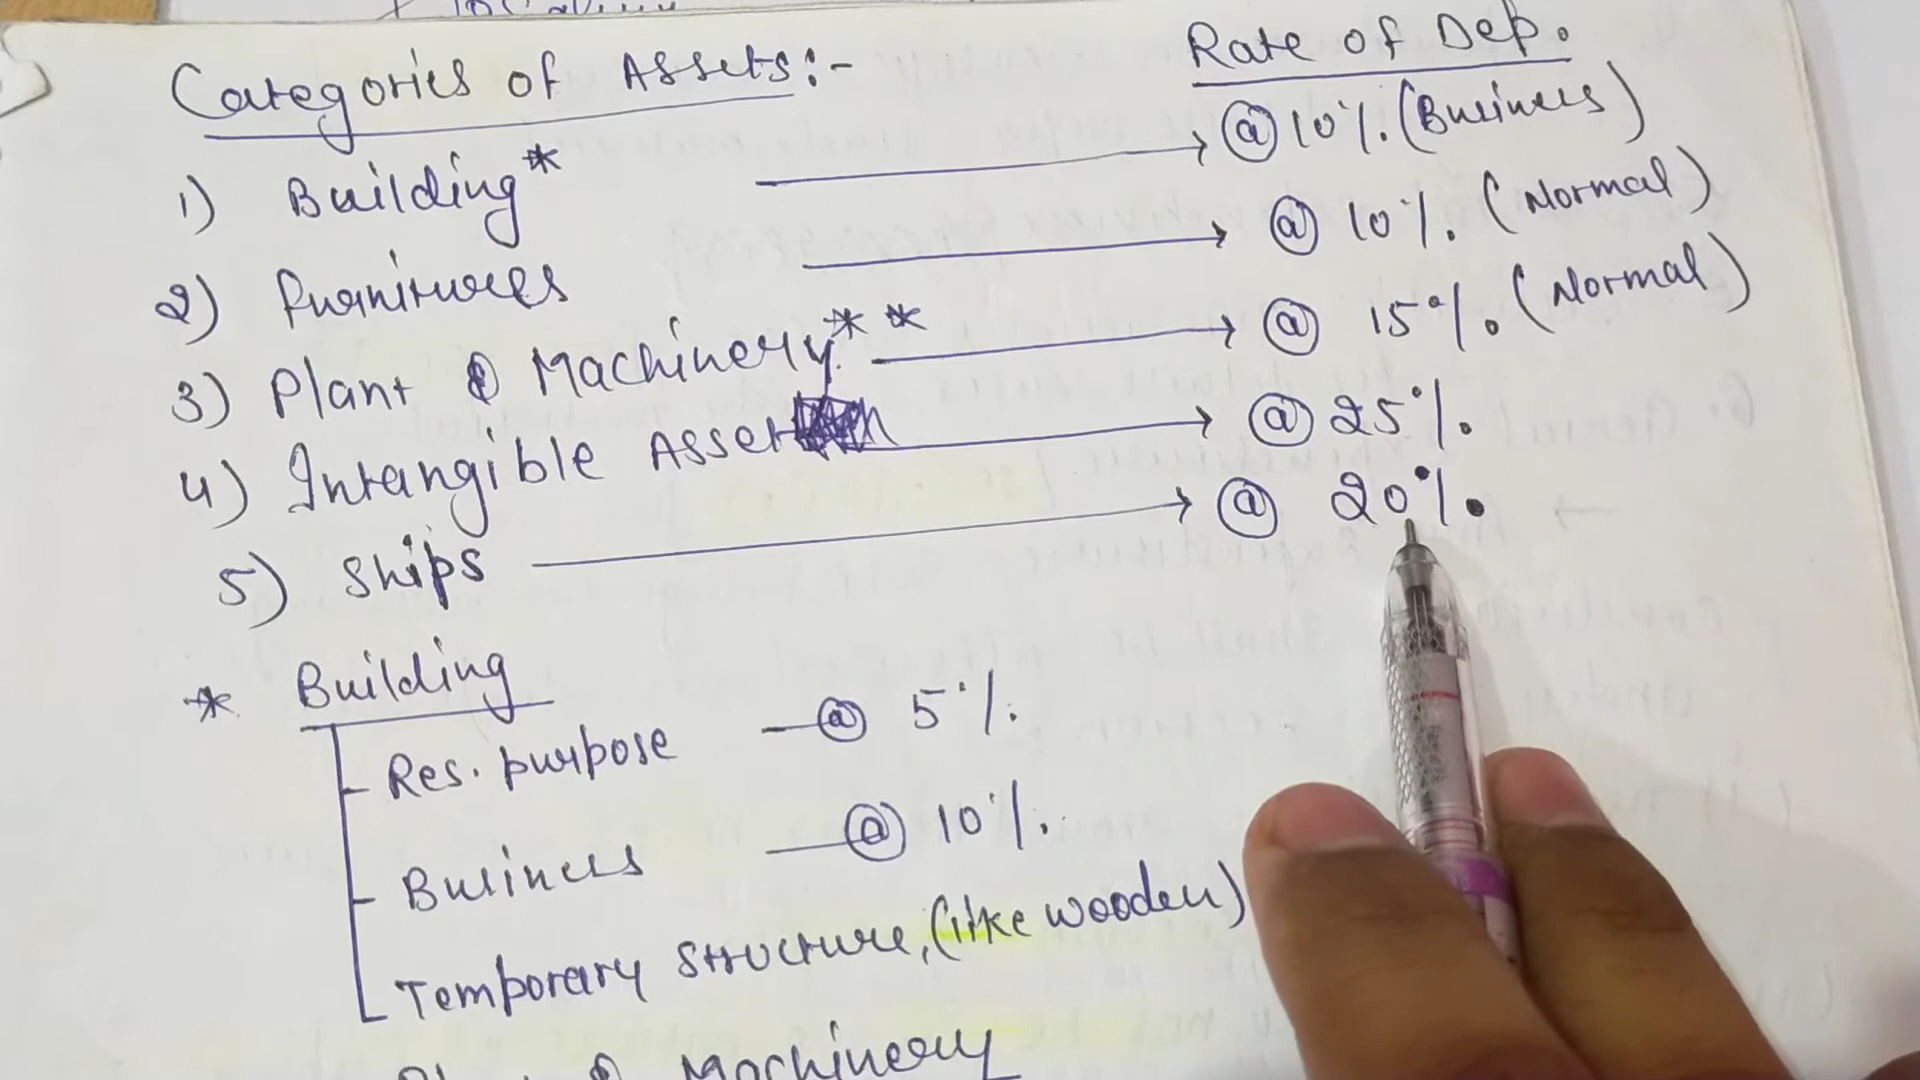 Categories of Assets:- Rate of Dep.
1) Building* → @ 10%. (Business)
2) Furnitures → @ 10%. (Normal)
3) Plant & Machinery** → @ 15%. (Normal)
4) Intangible Asset → @ 25%.
5) Ships → @ 20%.
* Building
Res. purpose — @ 5%.
Business — @ 10%.
Temporary structure, (like wooden)
& Machinery